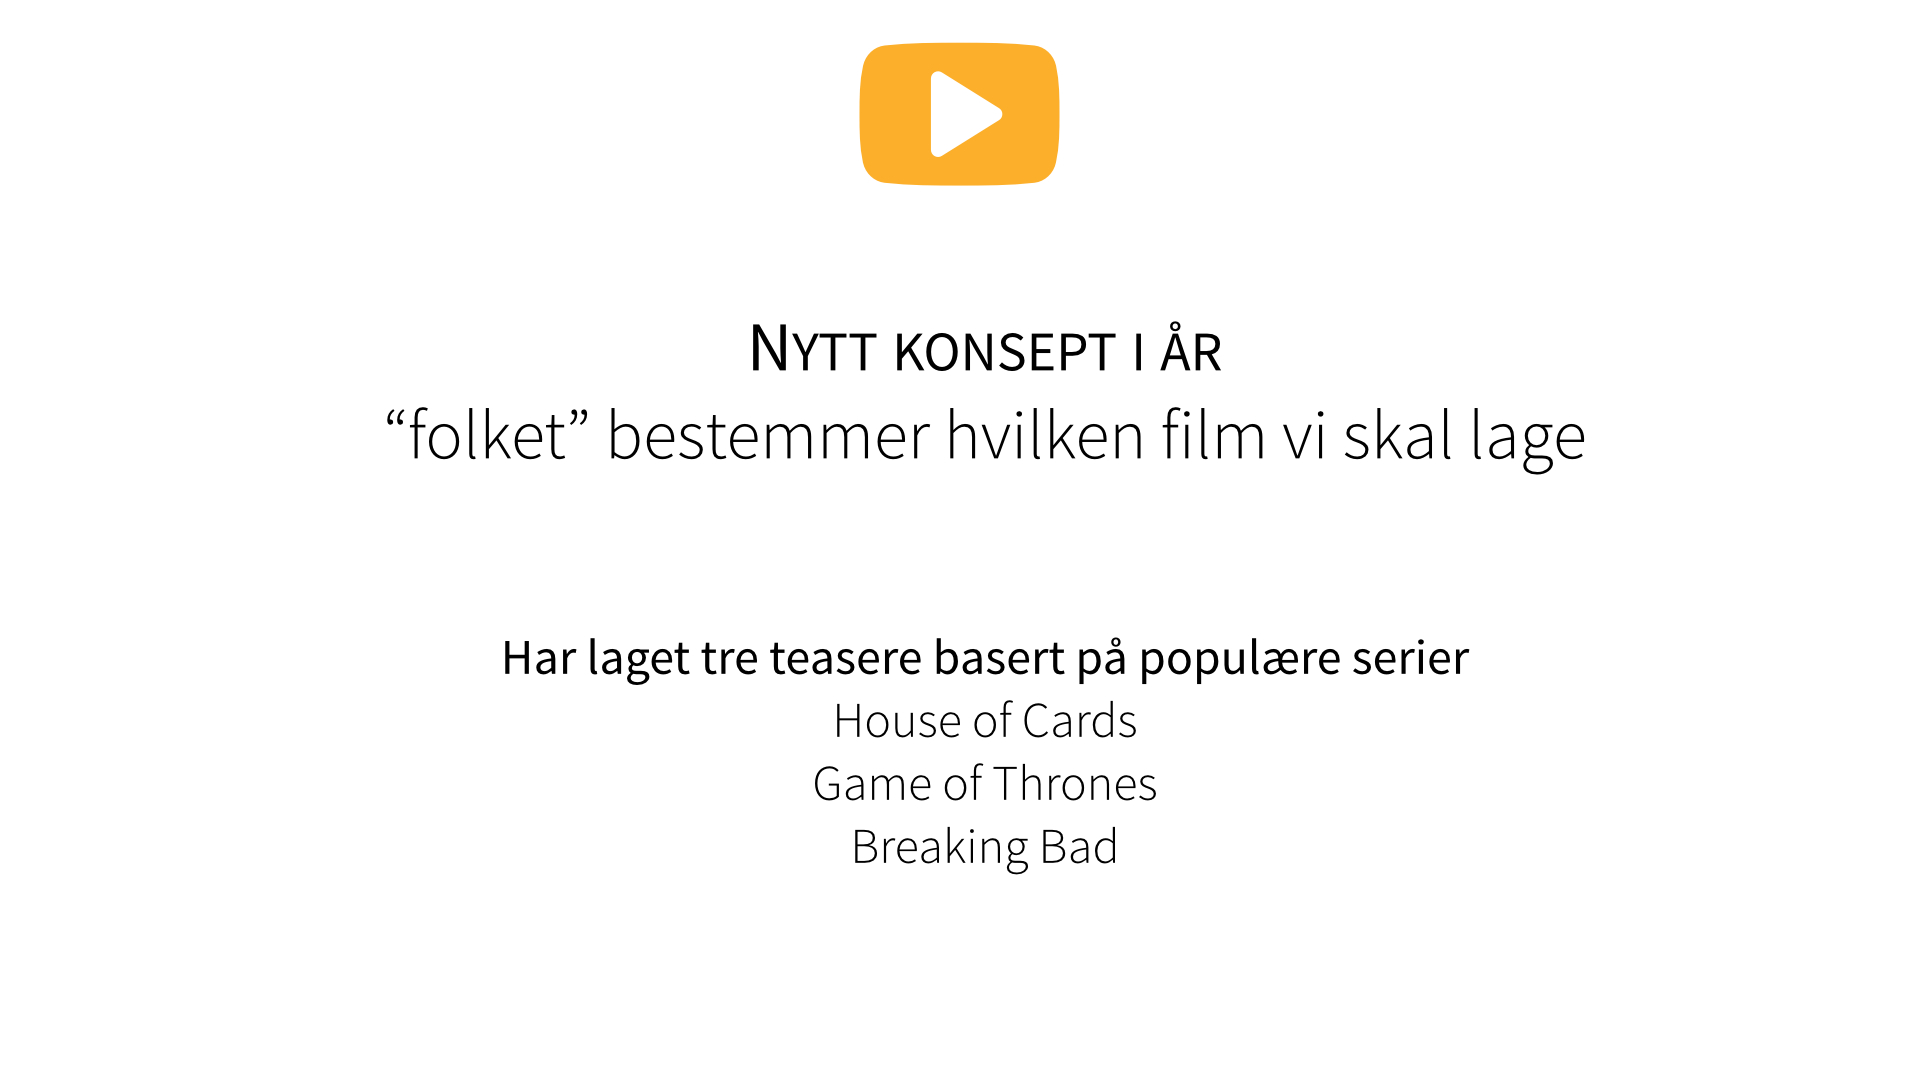 Nytt konsept i år
“folket” bestemmer hvilken film vi skal lage
Har laget tre teasere basert på populære serier
House of Cards
Game of Thrones
Breaking Bad